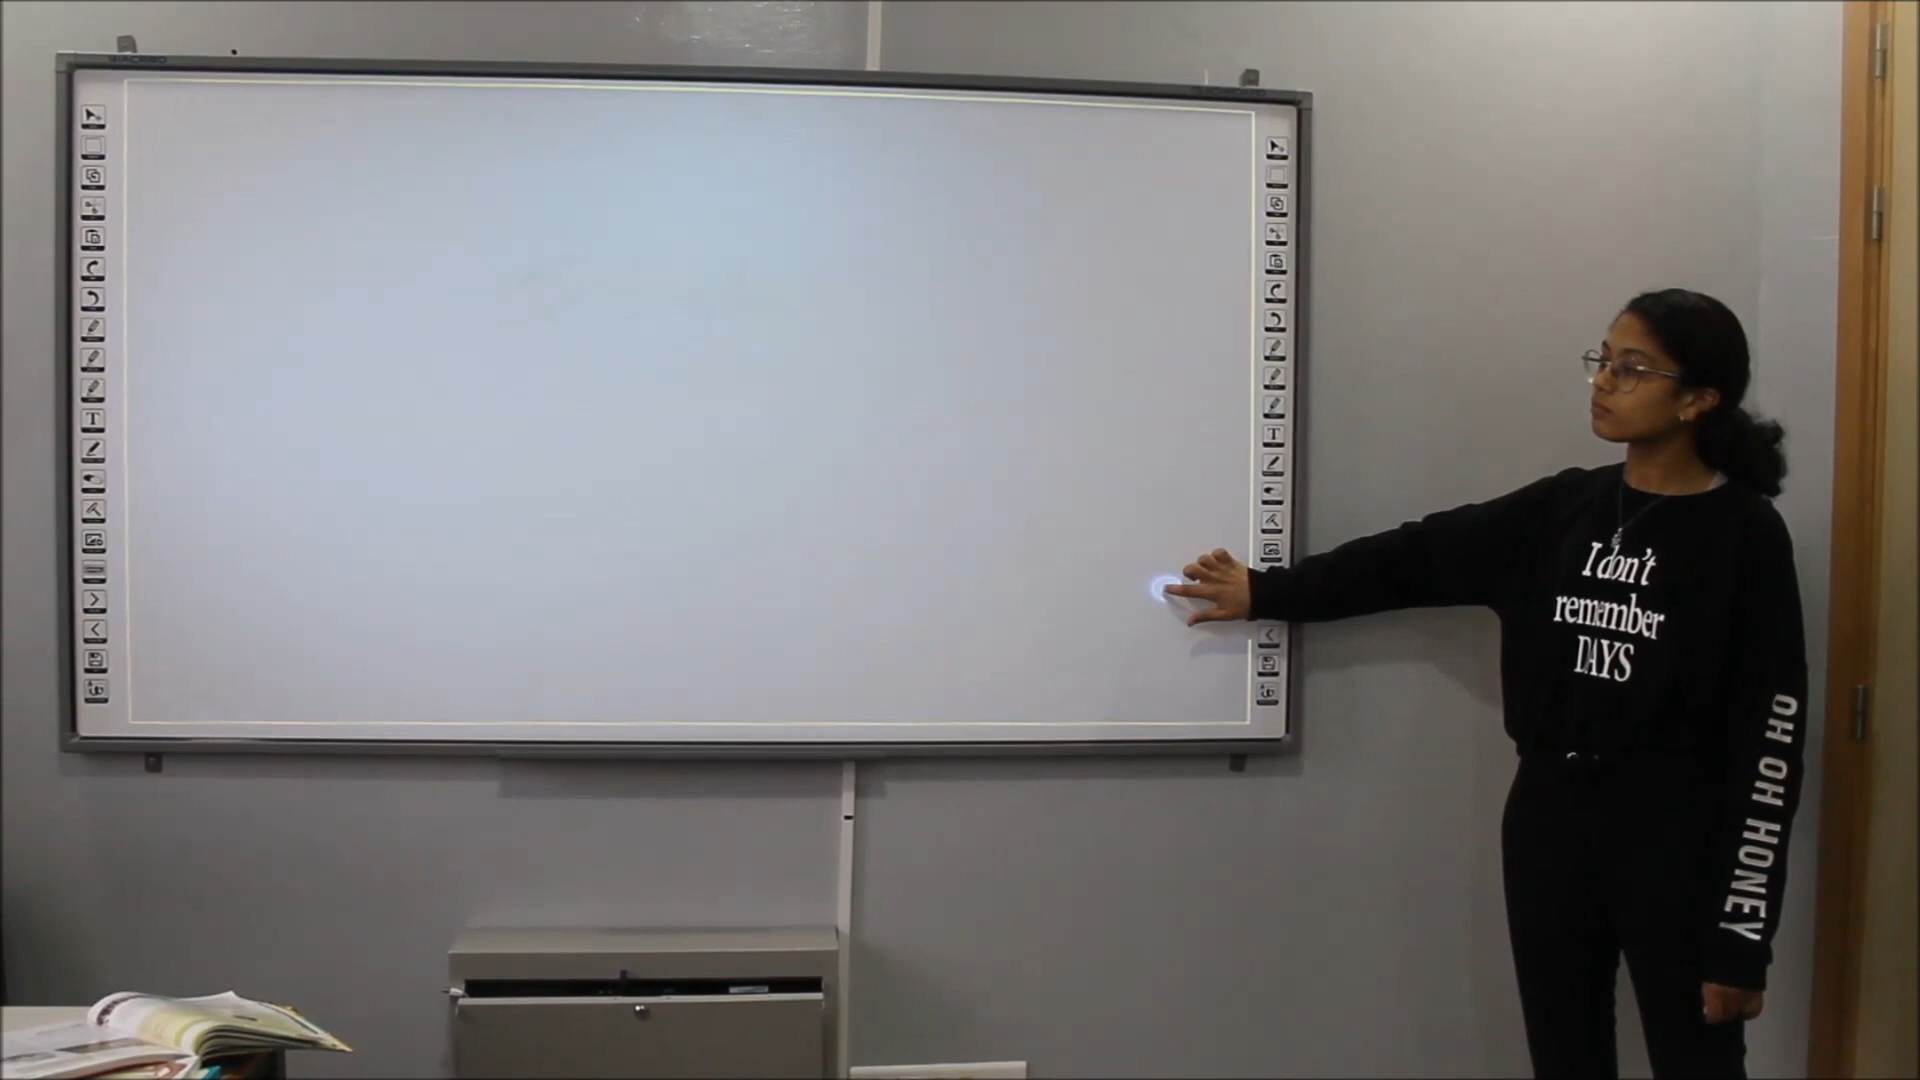 I don't
remember
DAYS
OH OH HONEY
T
T